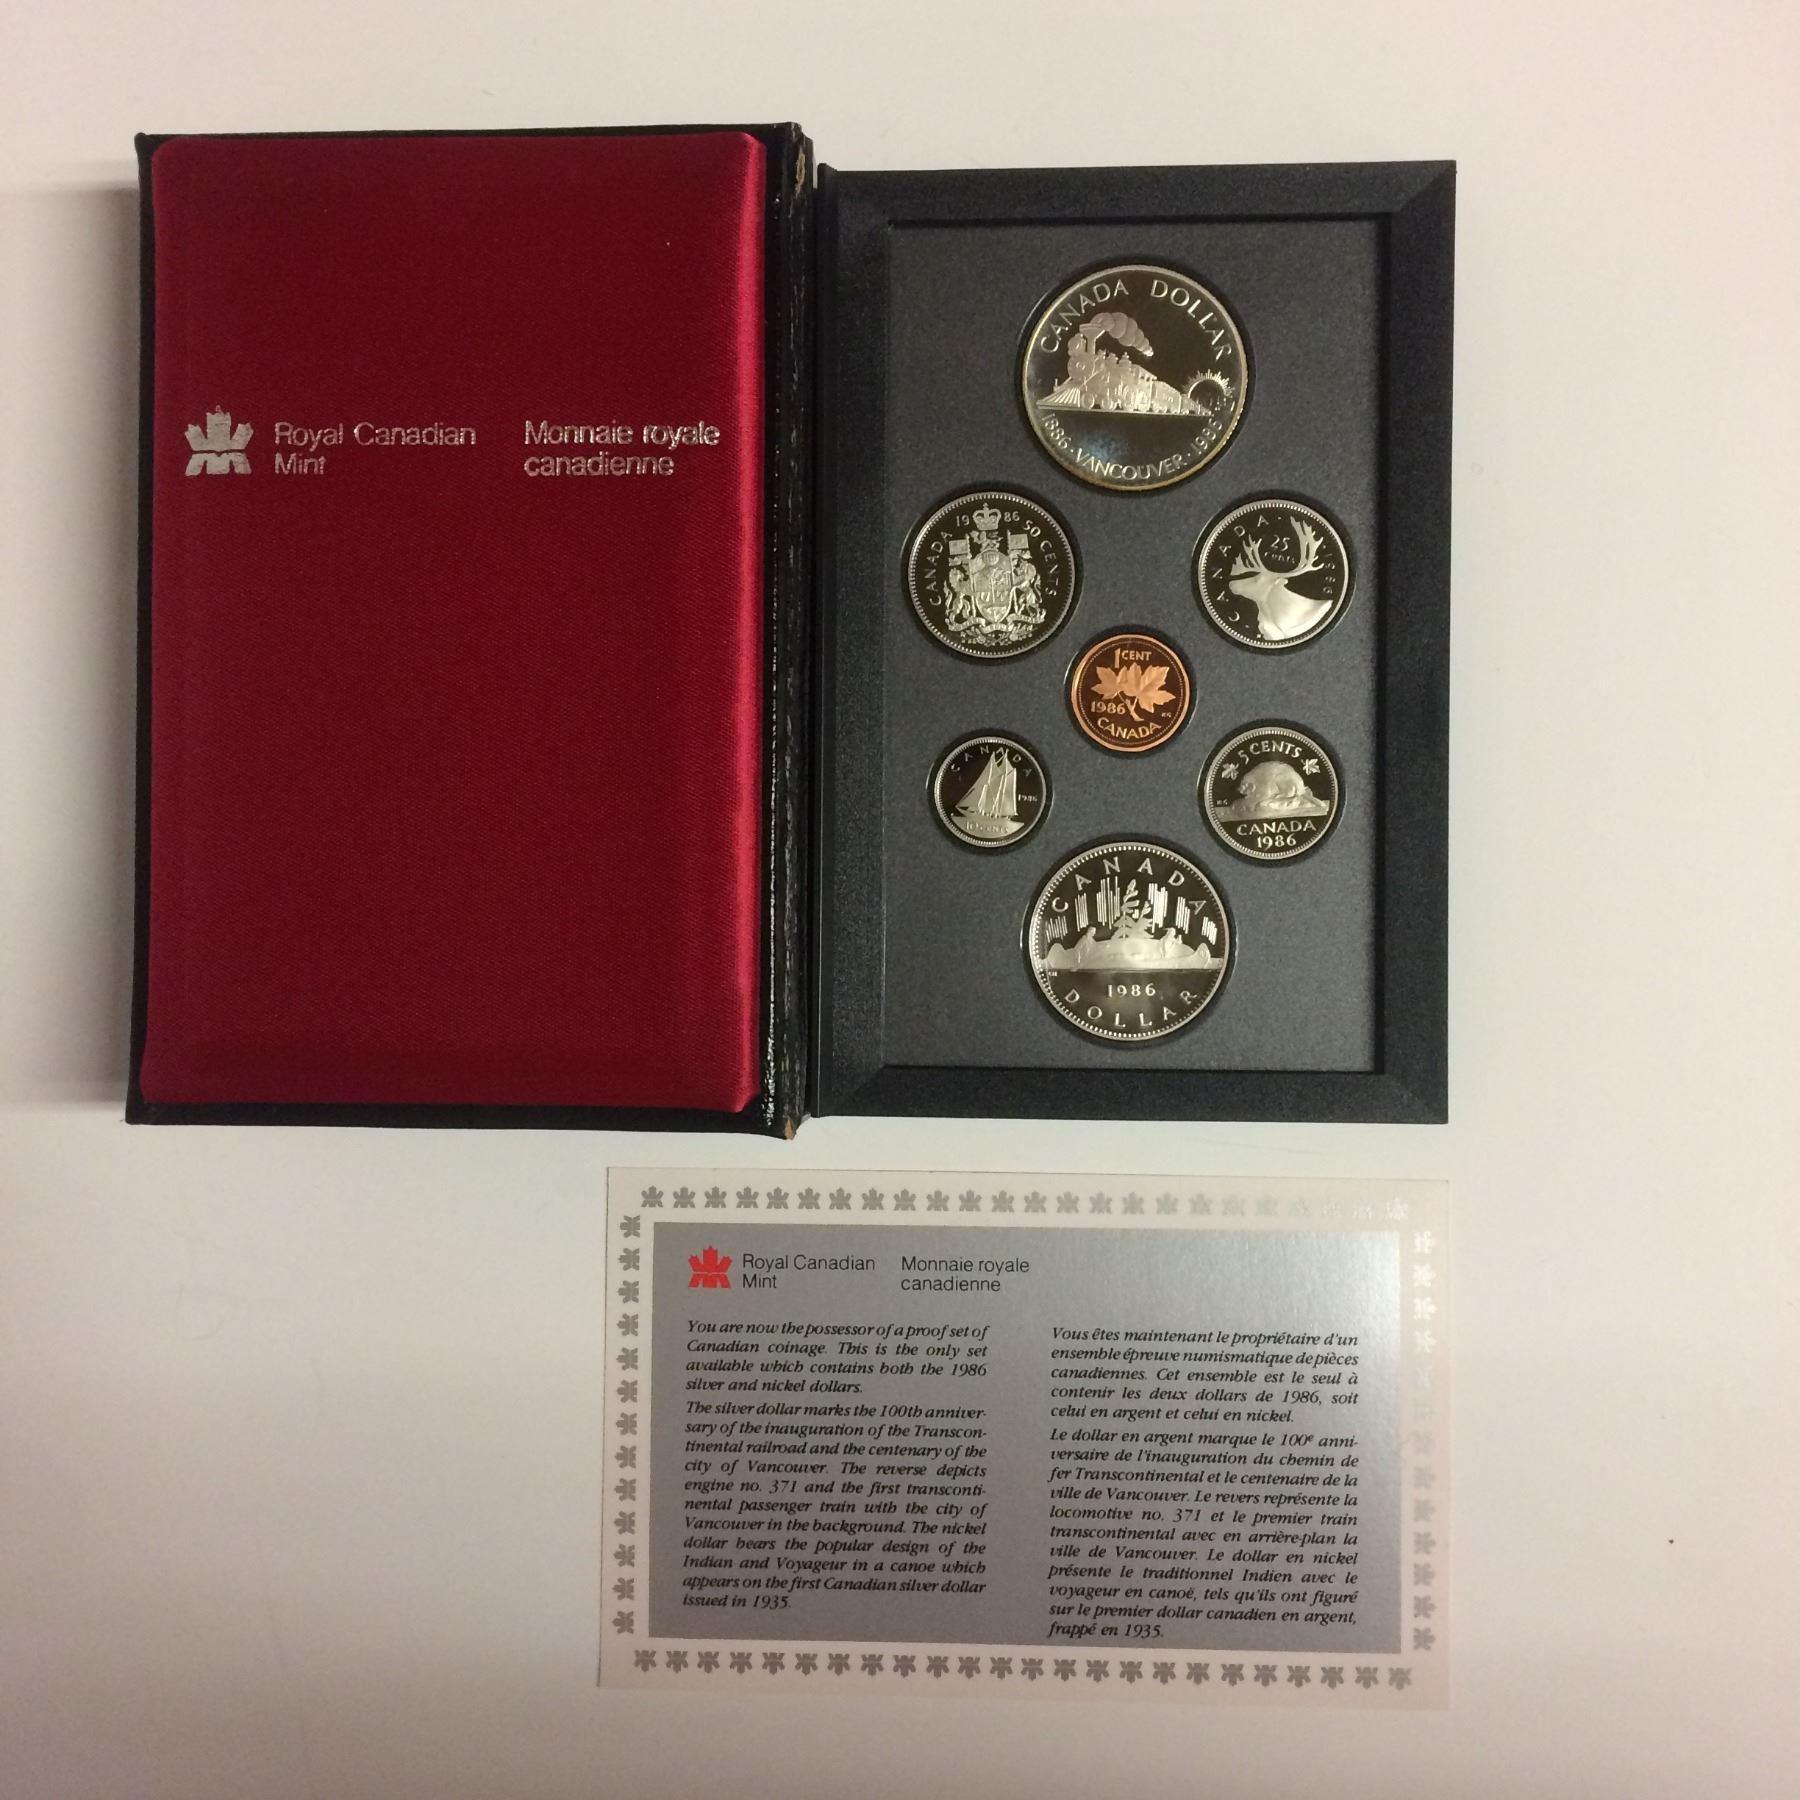 Royal Canadian
Mint
Monnaie royale
canadienne
CANADA DOLLAR
1886 · VANCOUVER · 1986
1986
CANADA
50 CENTS
CANADA
25
CENTS
1986
1 CENT
1986
KG
CANADA
CANADA
1986
10 CENTS
5 CENTS
KG
CANADA
1986
CANADA
1986
DOLLAR
Royal Canadian
Mint
Monnaie royale
canadienne
You are now the possessor of a proof set of
Canadian coinage. This is the only set
available which contains both the 1986
silver and nickel dollars.
The silver dollar marks the 100th anniver-
sary of the inauguration of the Transcon-
tinental railroad and the centenary of the
city of Vancouver. The reverse depicts
engine no. 371 and the first transconti-
nental passenger train with the city of
Vancouver in the background. The nickel
dollar bears the popular design of the
Indian and Voyageur in a canoe which
appears on the first Canadian silver dollar
issued in 1935.
Vous êtes maintenant le propriétaire d'un
ensemble épreuve numismatique de pièces
canadiennes. Cet ensemble est le seul à
contenir les deux dollars de 1986, soit
celui en argent et celui en nickel.
Le dollar en argent marque le 100e anni-
versaire de l'inauguration du chemin de
fer Transcontinental et le centenaire de la
ville de Vancouver. Le revers représente la
locomotive no. 371 et le premier train
transcontinental avec en arrière-plan la
ville de Vancouver. Le dollar en nickel
présente le traditionnel Indien avec le
voyageur en canoë, tels qu'ils ont figuré
sur le premier dollar canadien en argent,
frappé en 1935.